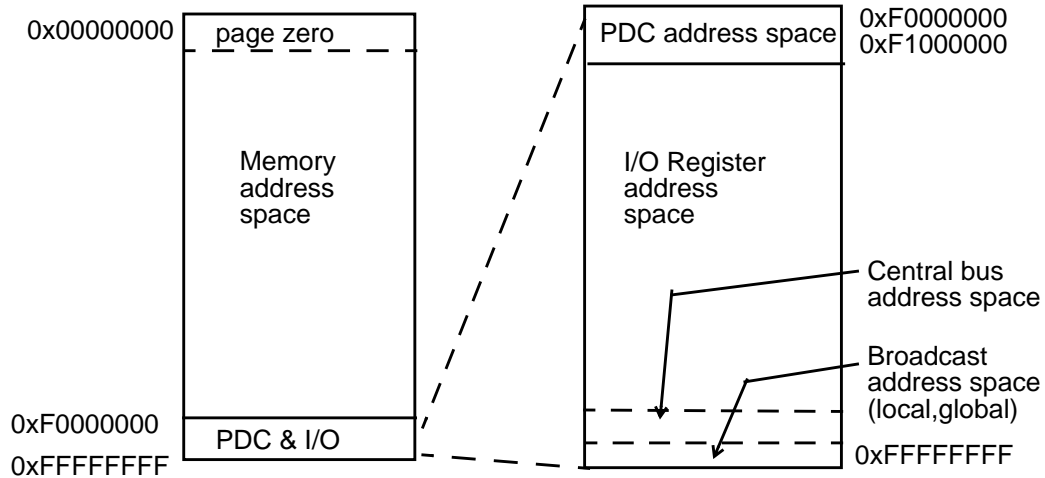 0x00000000
page zero
Memory
address
space
0xF0000000
PDC & I/O
0xFFFFFFFF
PDC address space
0xF0000000
0xF1000000
I/O Register
address
space
Central bus
address space
Broadcast
address space
(local,global)
0xFFFFFFFF